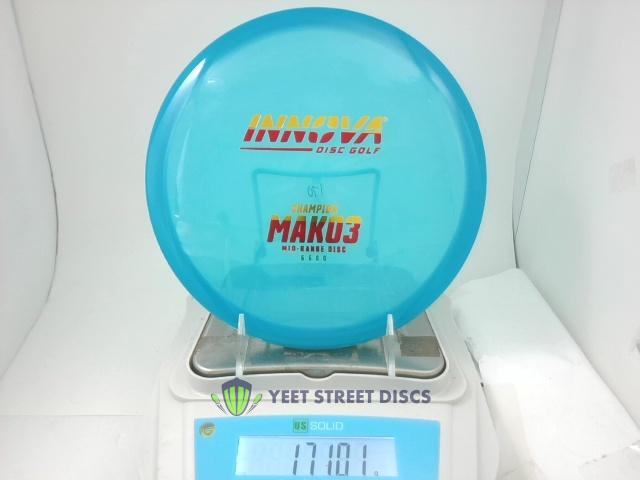 INNOVA
DISC GOLF
170
CHAMPION
MAKO3
MID-RANGE DISC
5 5 0 0
YEET STREET DISCS
US SOLID
171.01 g